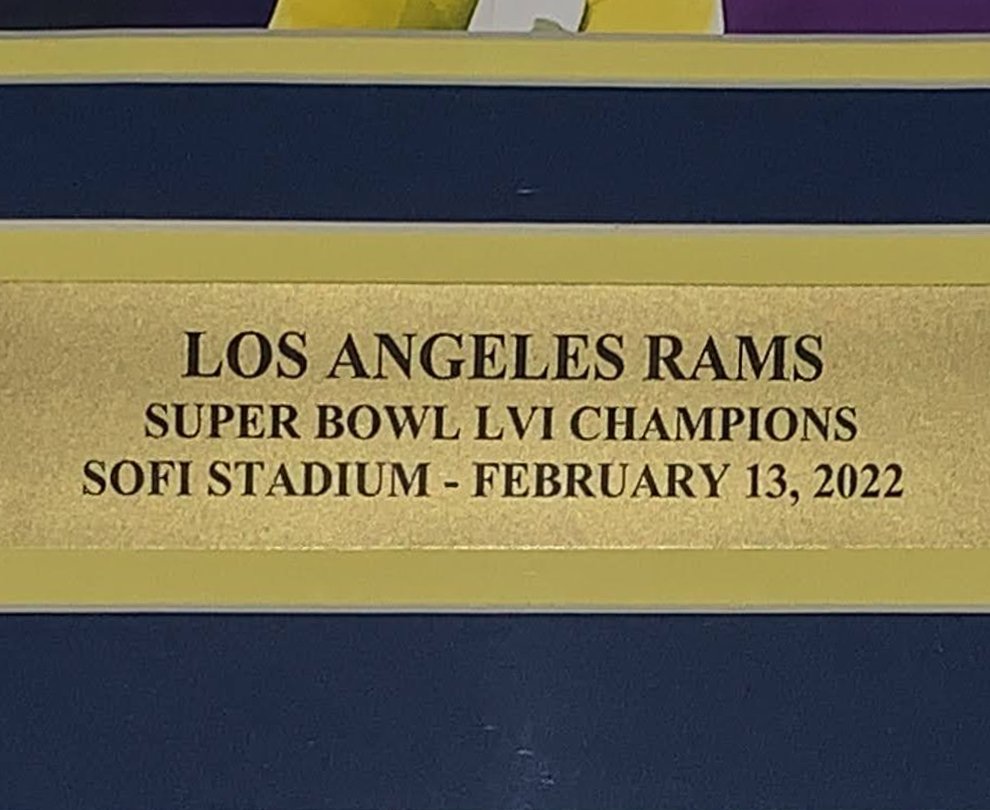 LOS ANGELES RAMS
SUPER BOWL LVI CHAMPIONS
SOFI STADIUM - FEBRUARY 13, 2022